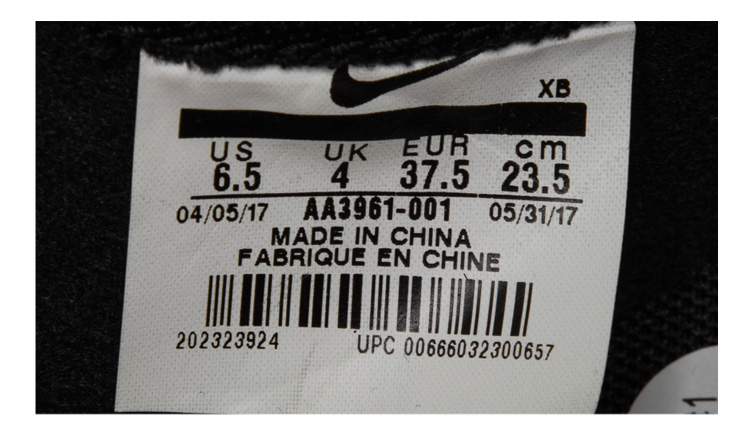 XB
US UK EUR cm
6.5 4 37.5 23.5
04/05/17 AA3961-001 05/31/17
MADE IN CHINA
FABRIQUE EN CHINE
202323924 UPC 00666032300657